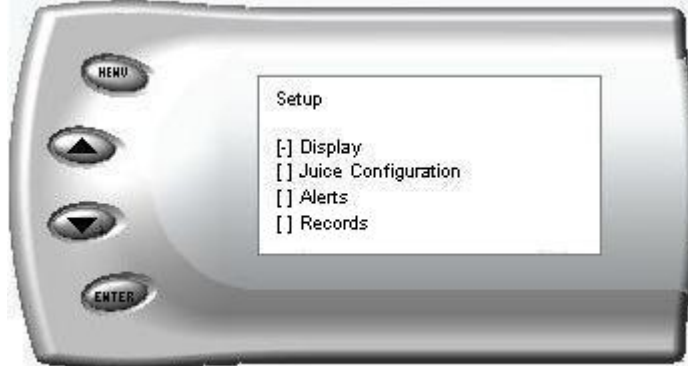 MENU
Setup
[-] Display
[ ] Juice Configuration
[ ] Alerts
[ ] Records
ENTER